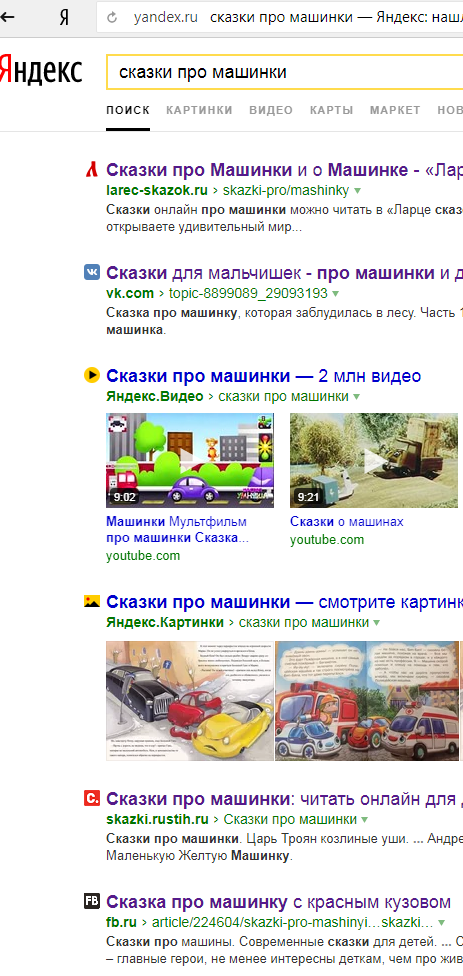 Я yandex.ru сказки про машинки — Яндекс: наш
Яндекс
сказки про машинки
ПОИСК КАРТИНКИ ВИДЕО КАРТЫ МАРКЕТ НОВ
Сказки про Машинки и о Машинке - «Лар
larec-skazok.ru › skazki-pro/mashinky
Сказки онлайн про машинки можно читать в «Ларце сказ
открываете удивительный мир...
Сказки для мальчишек - про машинки и д
vk.com › topic-8899089_29093193
Сказка про машинку, которая заблудилась в лесу. Часть 1
машинка.
Сказки про машинки — 2 млн видео
Яндекс.Видео › сказки про машинки
9:02
9:21
Машинки Мультфильм
про машинки Сказка...
youtube.com
Сказки о машинах
youtube.com
Сказки про машинки — смотрите картинк
Яндекс.Картинки › сказки про машинки
С.
Сказки про машинки: читать онлайн для
skazki.rustih.ru › Сказки про машинки
Сказки про машинки. Царь Троян козлиные уши. ... Андре
Маленькую Желтую Машинку.
FB
Сказка про машинку с красным кузовом
fb.ru › article/224604/skazki-pro-mashinyi…skazki…
Сказки про машины. Современные сказки для детей. ... С
– главные герои, не менее интересны деткам, чем про жив